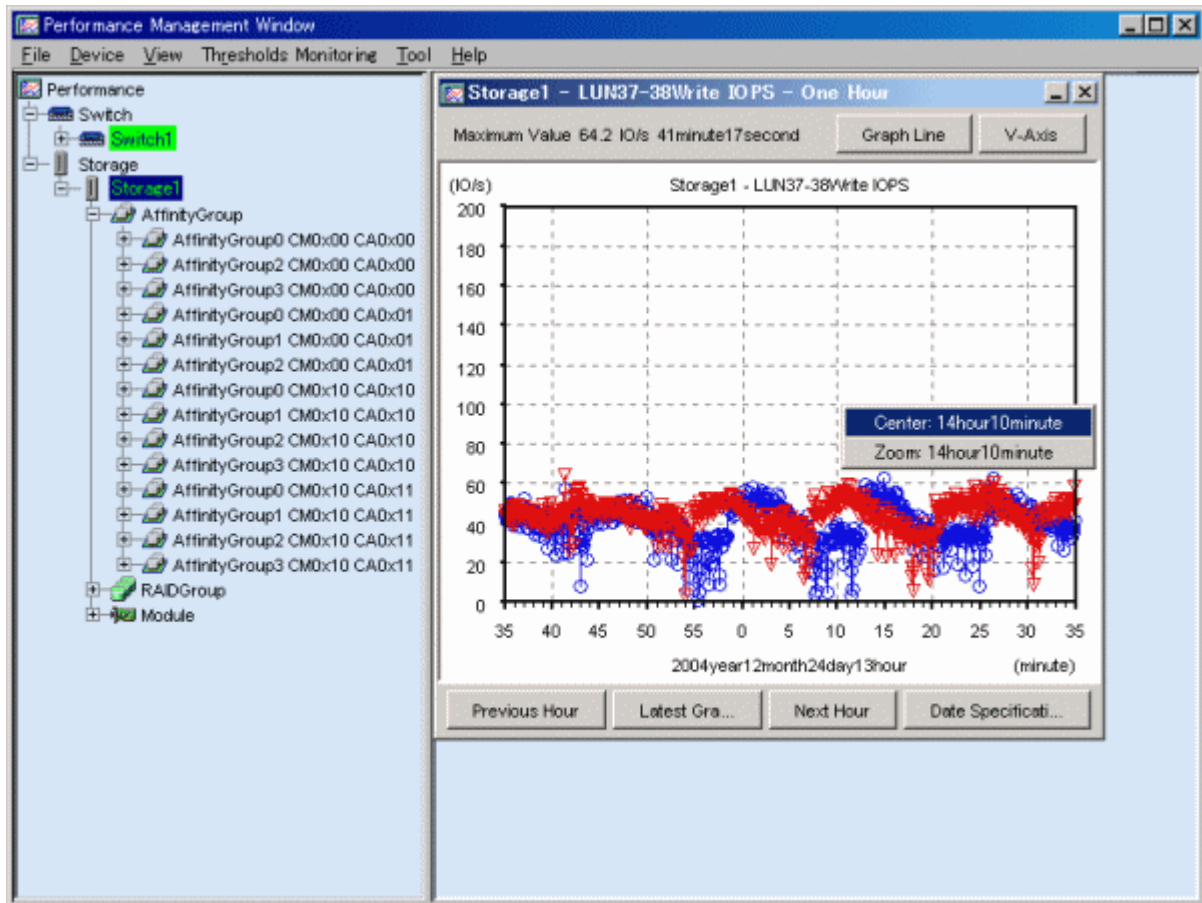 Performance Management Window
File Device View Thresholds Monitoring Tool Help
Performance
Switch
Switch1
Storage
Storage1
AffinityGroup
AffinityGroup0 CM0x00 CA0x00
AffinityGroup2 CM0x00 CA0x00
AffinityGroup3 CM0x00 CA0x00
AffinityGroup0 CM0x00 CA0x01
AffinityGroup1 CM0x00 CA0x01
AffinityGroup2 CM0x00 CA0x01
AffinityGroup0 CM0x10 CA0x10
AffinityGroup1 CM0x10 CA0x10
AffinityGroup2 CM0x10 CA0x10
AffinityGroup3 CM0x10 CA0x10
AffinityGroup0 CM0x10 CA0x11
AffinityGroup1 CM0x10 CA0x11
AffinityGroup2 CM0x10 CA0x11
AffinityGroup3 CM0x10 CA0x11
RAIDGroup
Module
Storage1 - LUN37-38Write IOPS - One Hour
Maximum Value 64.2 IO/s 41minute17second Graph Line V-Axis
(IO/s) Storage1 - LUN37-38Write IOPS
200
180
160
140
120
100
80
60
40
20
0
Center: 14hour10minute
Zoom: 14hour10minute
35 40 45 50 55 0 5 10 15 20 25 30 35
2004year12month24day13hour (minute)
Previous Hour Latest Gra... Next Hour Date Specificati...